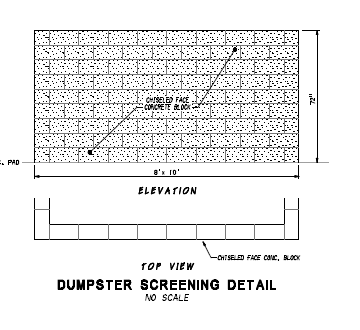 CHISELED FACE
CONCRETE BLOCK
72"
C. PAD
8'x 10'
ELEVATION
CHISELED FACE CONC. BLOCK
TOP VIEW
DUMPSTER SCREENING DETAIL
NO SCALE